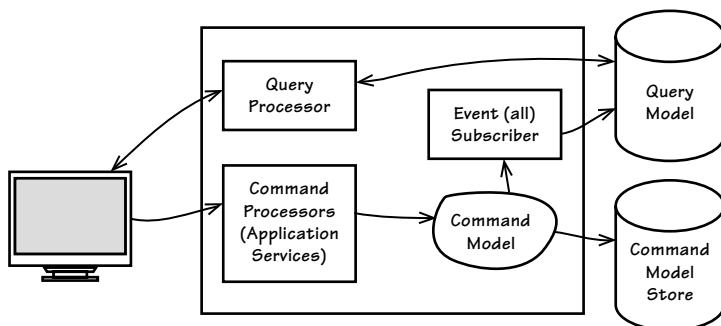 Query
Processor
Query
Model
Event (all)
Subscriber
Command
Processors
(Application
Services)
Command
Model
Command
Model
Store